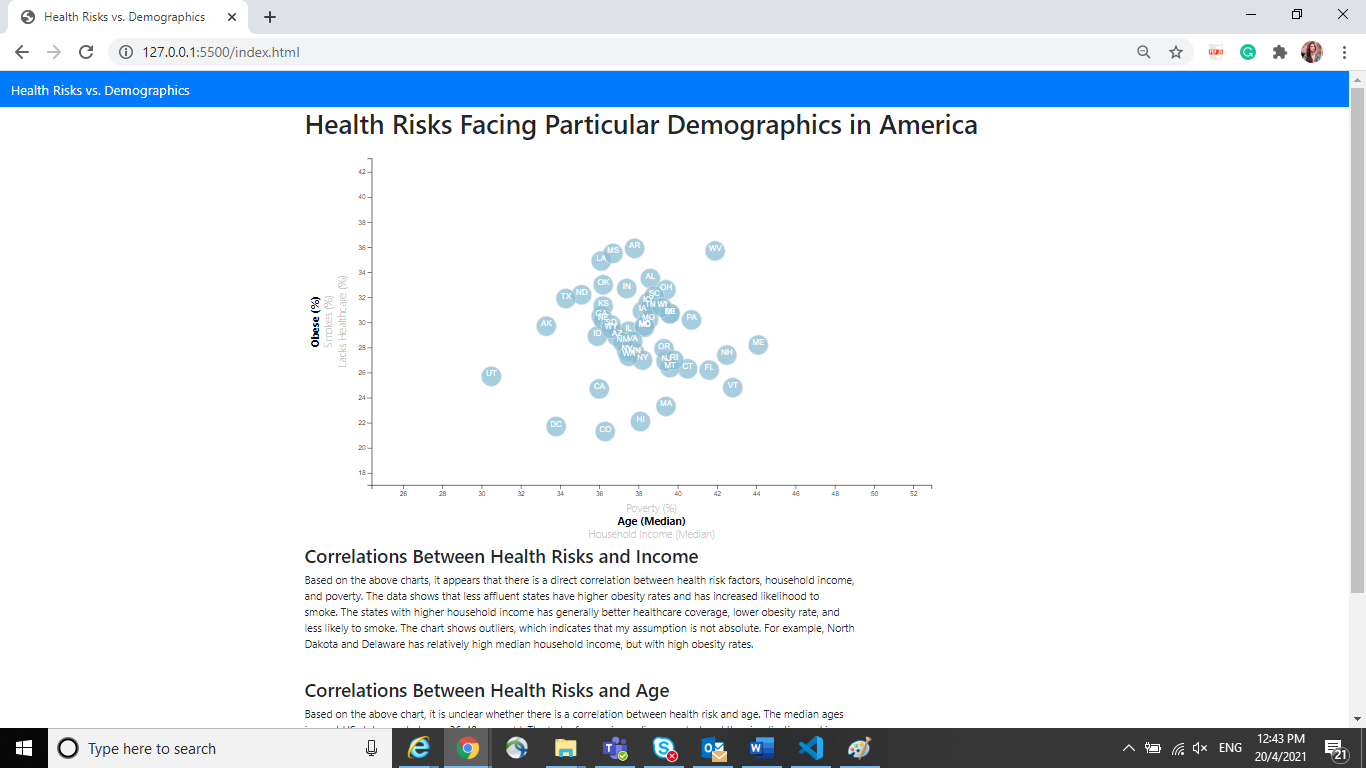 Health Risks vs. Demographics
127.0.0.1:5500/index.html
Health Risks vs. Demographics
Health Risks Facing Particular Demographics in America
42
40
38
36
34
32
30
28
26
24
22
20
18
Obese (%)
Smokes (%)
Lacks Healthcare (%)
AR
WV
MS
LA
AL
OK
IN
OH
SC
TX
ND
KS
TN
WI
IA
PA
AK
MO
ID
AZ
IL
NM
VA
ME
OR
NH
WA
NY
NJ
RI
MT
CT
FL
UT
CA
VT
MA
HI
DC
CO
26 28 30 32 34 36 38 40 42 44 46 48 50 52
Poverty (%)
Age (Median)
Household Income (Median)
Correlations Between Health Risks and Income
Based on the above charts, it appears that there is a direct correlation between health risk factors, household income,
and poverty. The data shows that less affluent states have higher obesity rates and has increased likelihood to
smoke. The states with higher household income has generally better healthcare coverage, lower obesity rate, and
less likely to smoke. The chart shows outliers, which indicates that my assumption is not absolute. For example, North
Dakota and Delaware has relatively high median household income, but with high obesity rates.
Correlations Between Health Risks and Age
Based on the above chart, it is unclear whether there is a correlation between health risk and age. The median ages
Type here to search
ENG
12:43 PM
20/4/2021
21